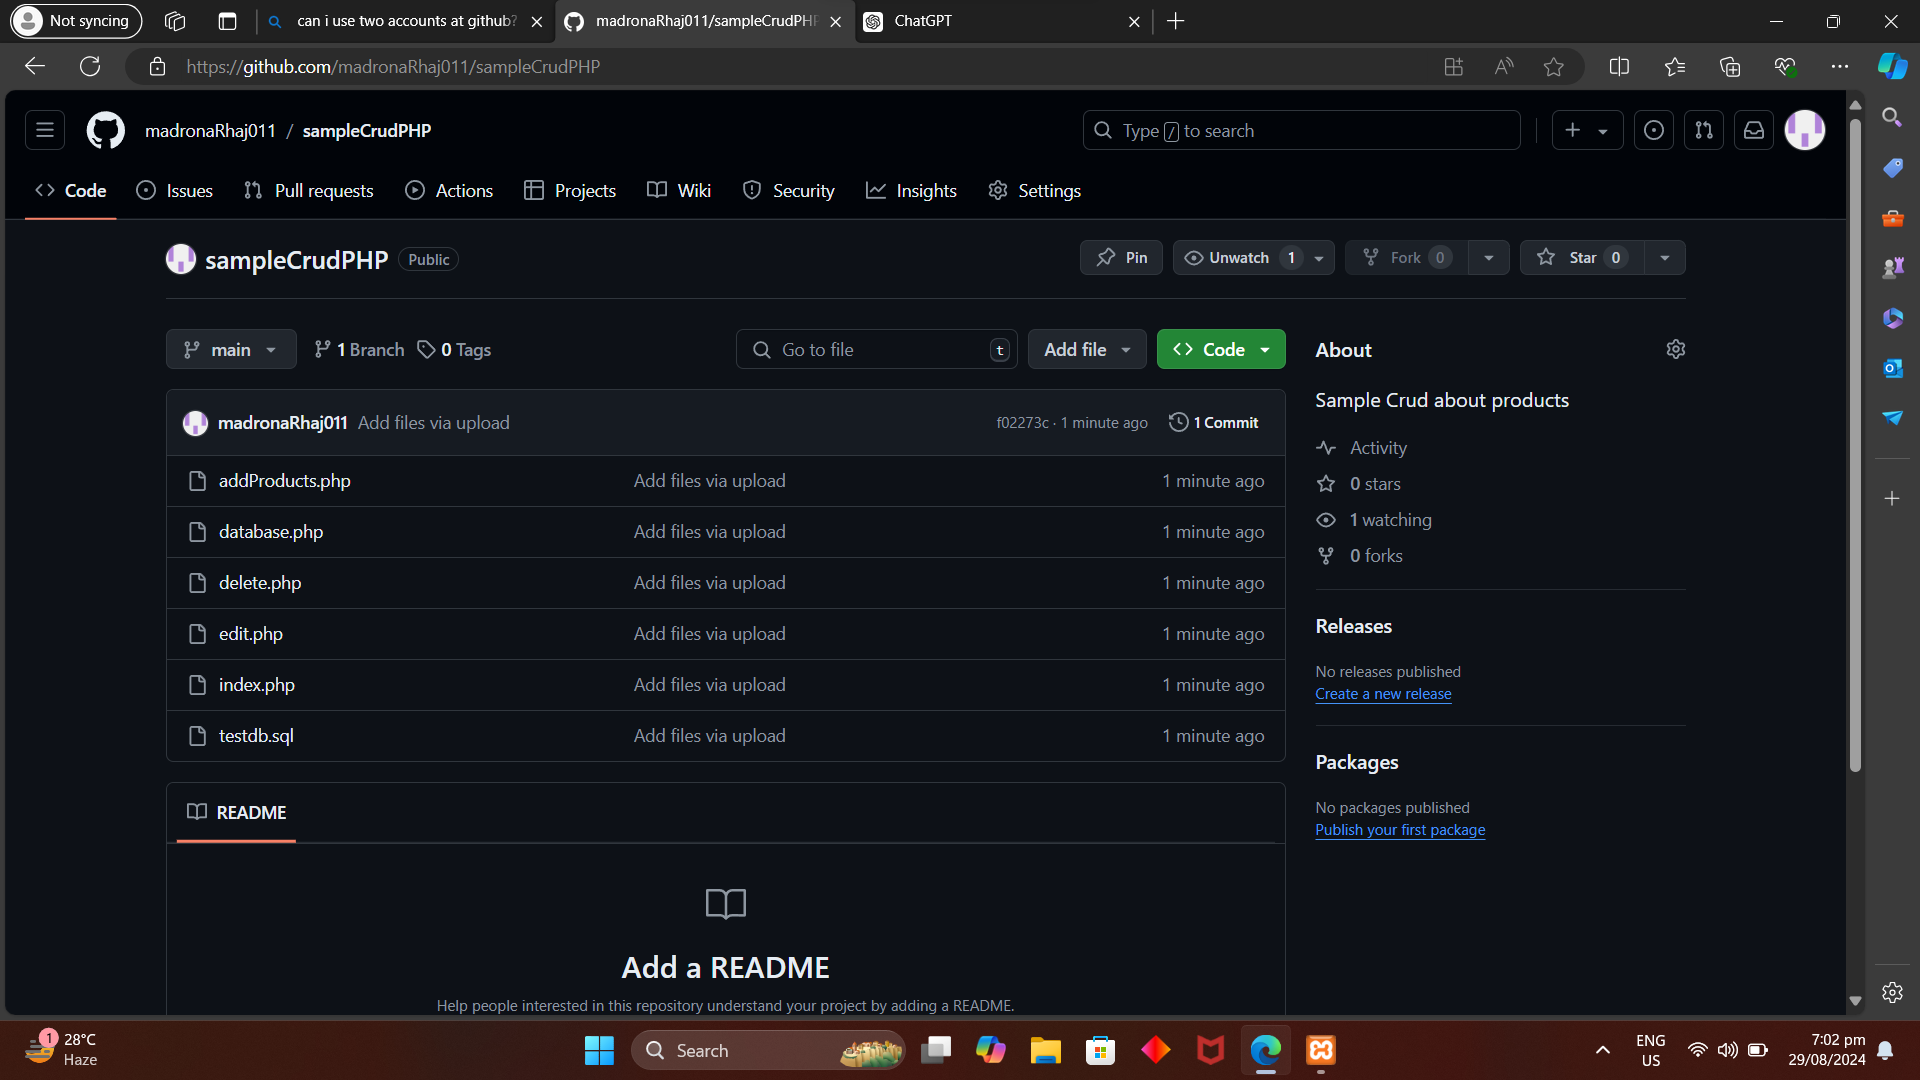 Not syncing
can i use two accounts at github?
madronaRhaj011/sampleCrudPHP
ChatGPT
https://github.com/madronaRhaj011/sampleCrudPHP
madronaRhaj011 / sampleCrudPHP
Type / to search
Code
Issues
Pull requests
Actions
Projects
Wiki
Security
Insights
Settings
sampleCrudPHP
Public
Pin
Unwatch 1
Fork 0
Star 0
main
1 Branch
0 Tags
Go to file
t
Add file
Code
madronaRhaj011 Add files via upload
f02273c · 1 minute ago
1 Commit
addProducts.php Add files via upload 1 minute ago
database.php Add files via upload 1 minute ago
delete.php Add files via upload 1 minute ago
edit.php Add files via upload 1 minute ago
index.php Add files via upload 1 minute ago
testdb.sql Add files via upload 1 minute ago
README
Add a README
Help people interested in this repository understand your project by adding a README.
About
Sample Crud about products
Activity
0 stars
1 watching
0 forks
Releases
No releases published
Create a new release
Packages
No packages published
Publish your first package
1
28°C
Haze
Search
ENG
US
7:02 pm
29/08/2024